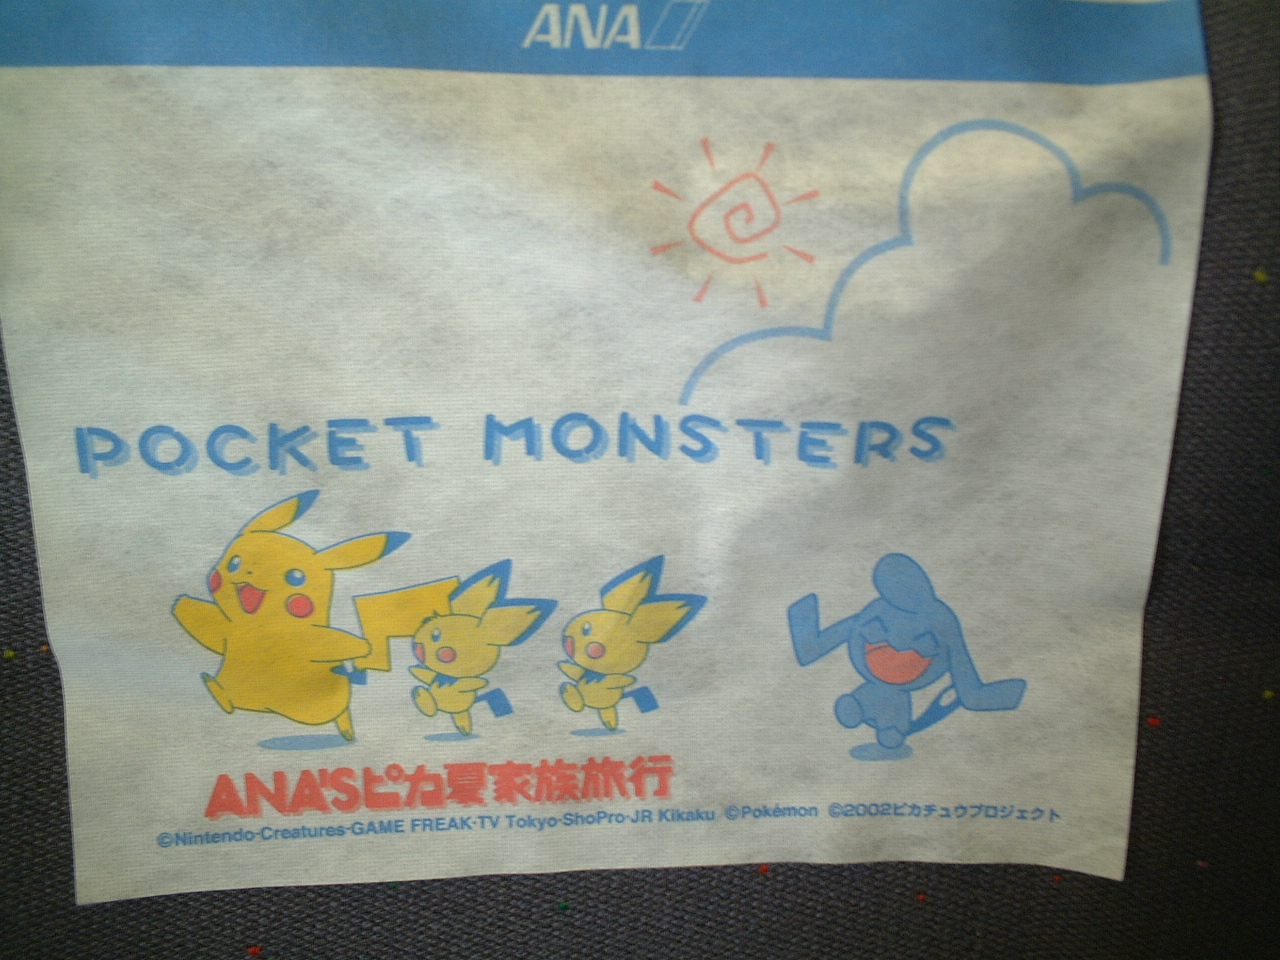 ANA
POCKET MONSTERS
ANA'Sピカ夏家族旅行
©Nintendo·Creatures·GAME FREAK·TV Tokyo·ShoPro·JR Kikaku ©Pokémon ©2002ピカチュウプロジェクト